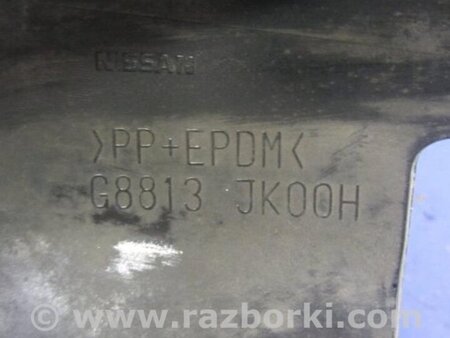 NISSAN
>PP+EPDM<
G8813 JK00H
© www.razborki.com